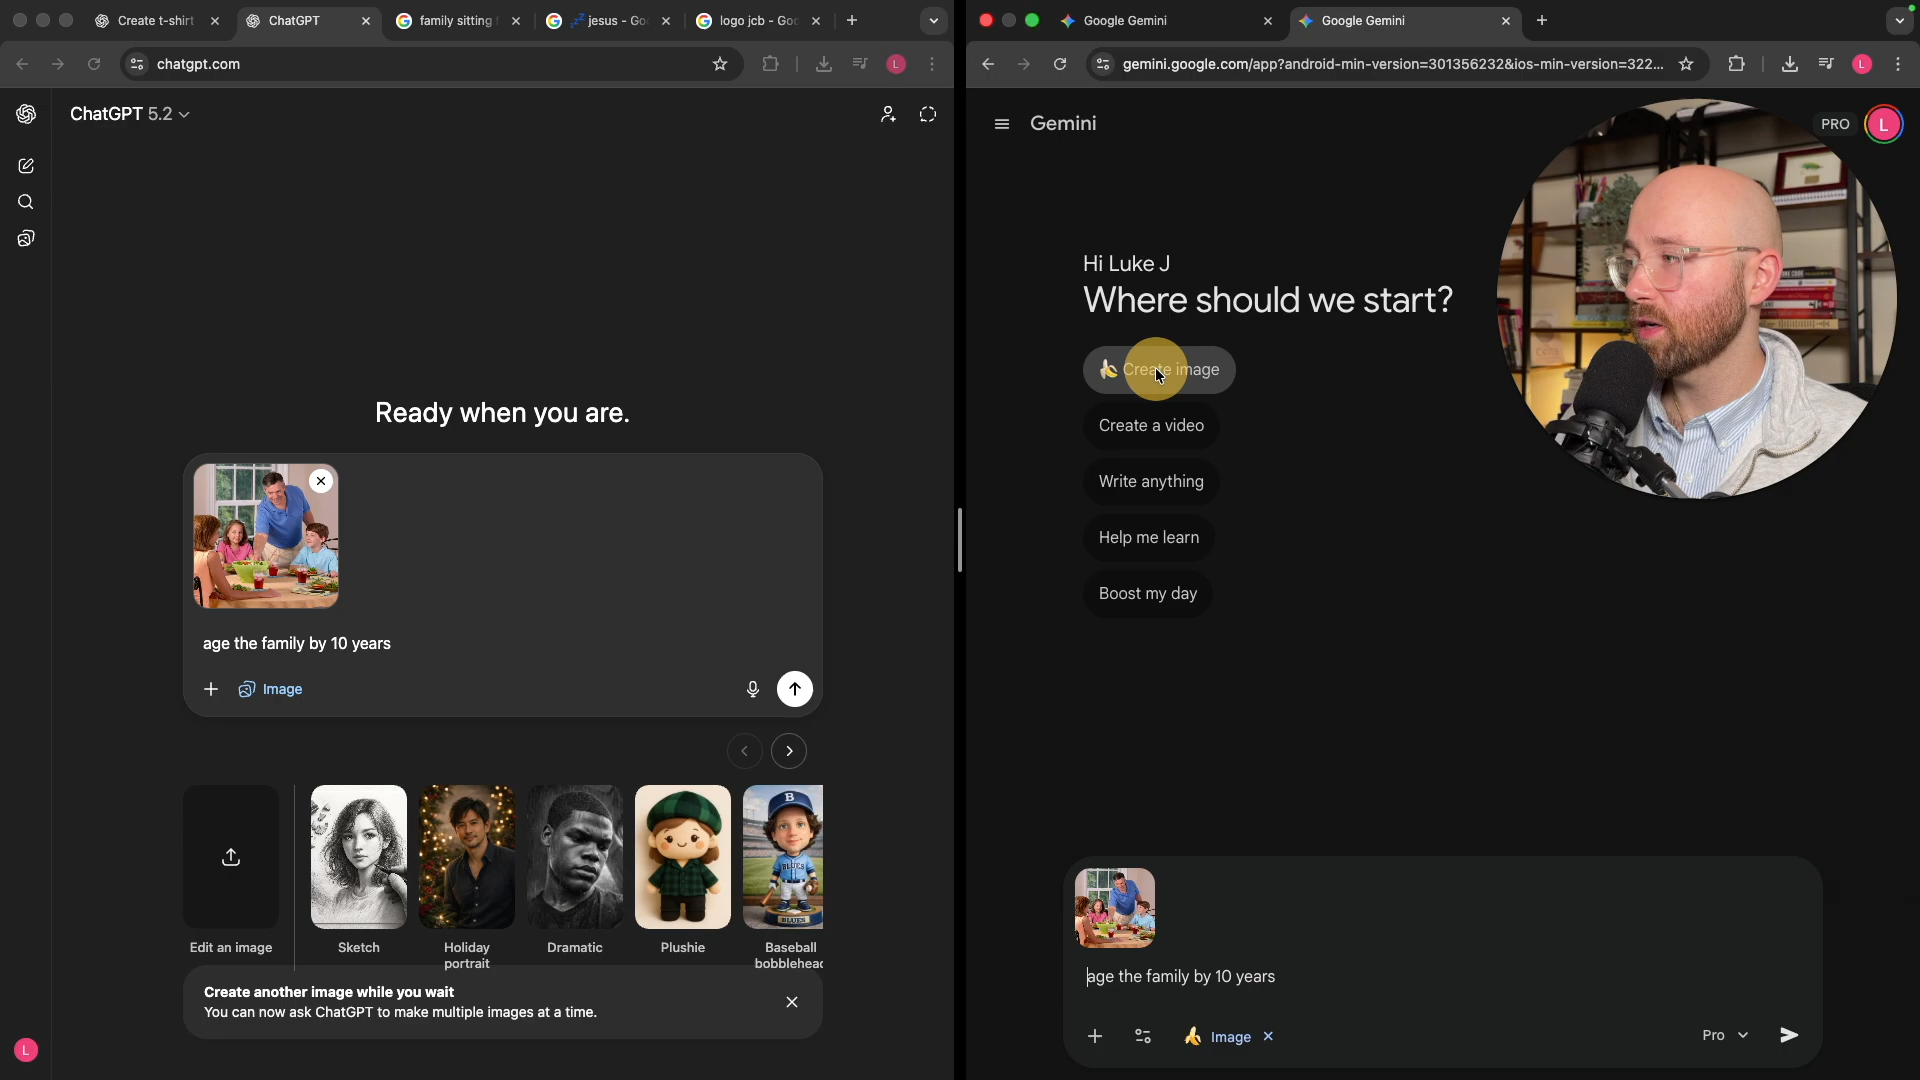 Create t-shirt
ChatGPT
family sitting
jesus - Go
logo jcb - Goo
Google Gemini
Google Gemini
chatgpt.com
L
gemini.google.com/app?android-min-version=301356232&ios-min-version=322...
L
ChatGPT 5.2
Gemini
PRO
L
Hi Luke J
Where should we start?
Create image
Create a video
Write anything
Help me learn
Boost my day
Ready when you are.
age the family by 10 years
Image
B
BLUES
BLUES
Edit an image
Sketch
Holiday
portrait
Dramatic
Plushie
Baseball
bobblehead
Create another image while you wait
You can now ask ChatGPT to make multiple images at a time.
L
age the family by 10 years
Image
Pro